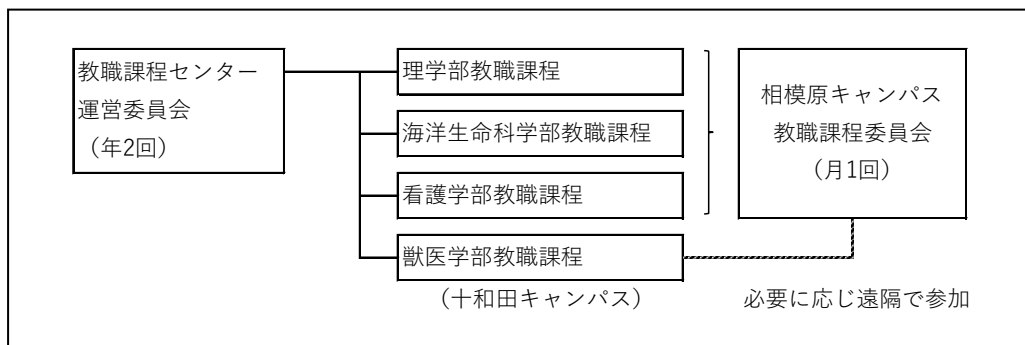 教職課程センター
運営委員会
（年2回）
理学部教職課程
海洋生命科学部教職課程
看護学部教職課程
獣医学部教職課程
（十和田キャンパス）
相模原キャンパス
教職課程委員会
（月1回）
必要に応じ遠隔で参加